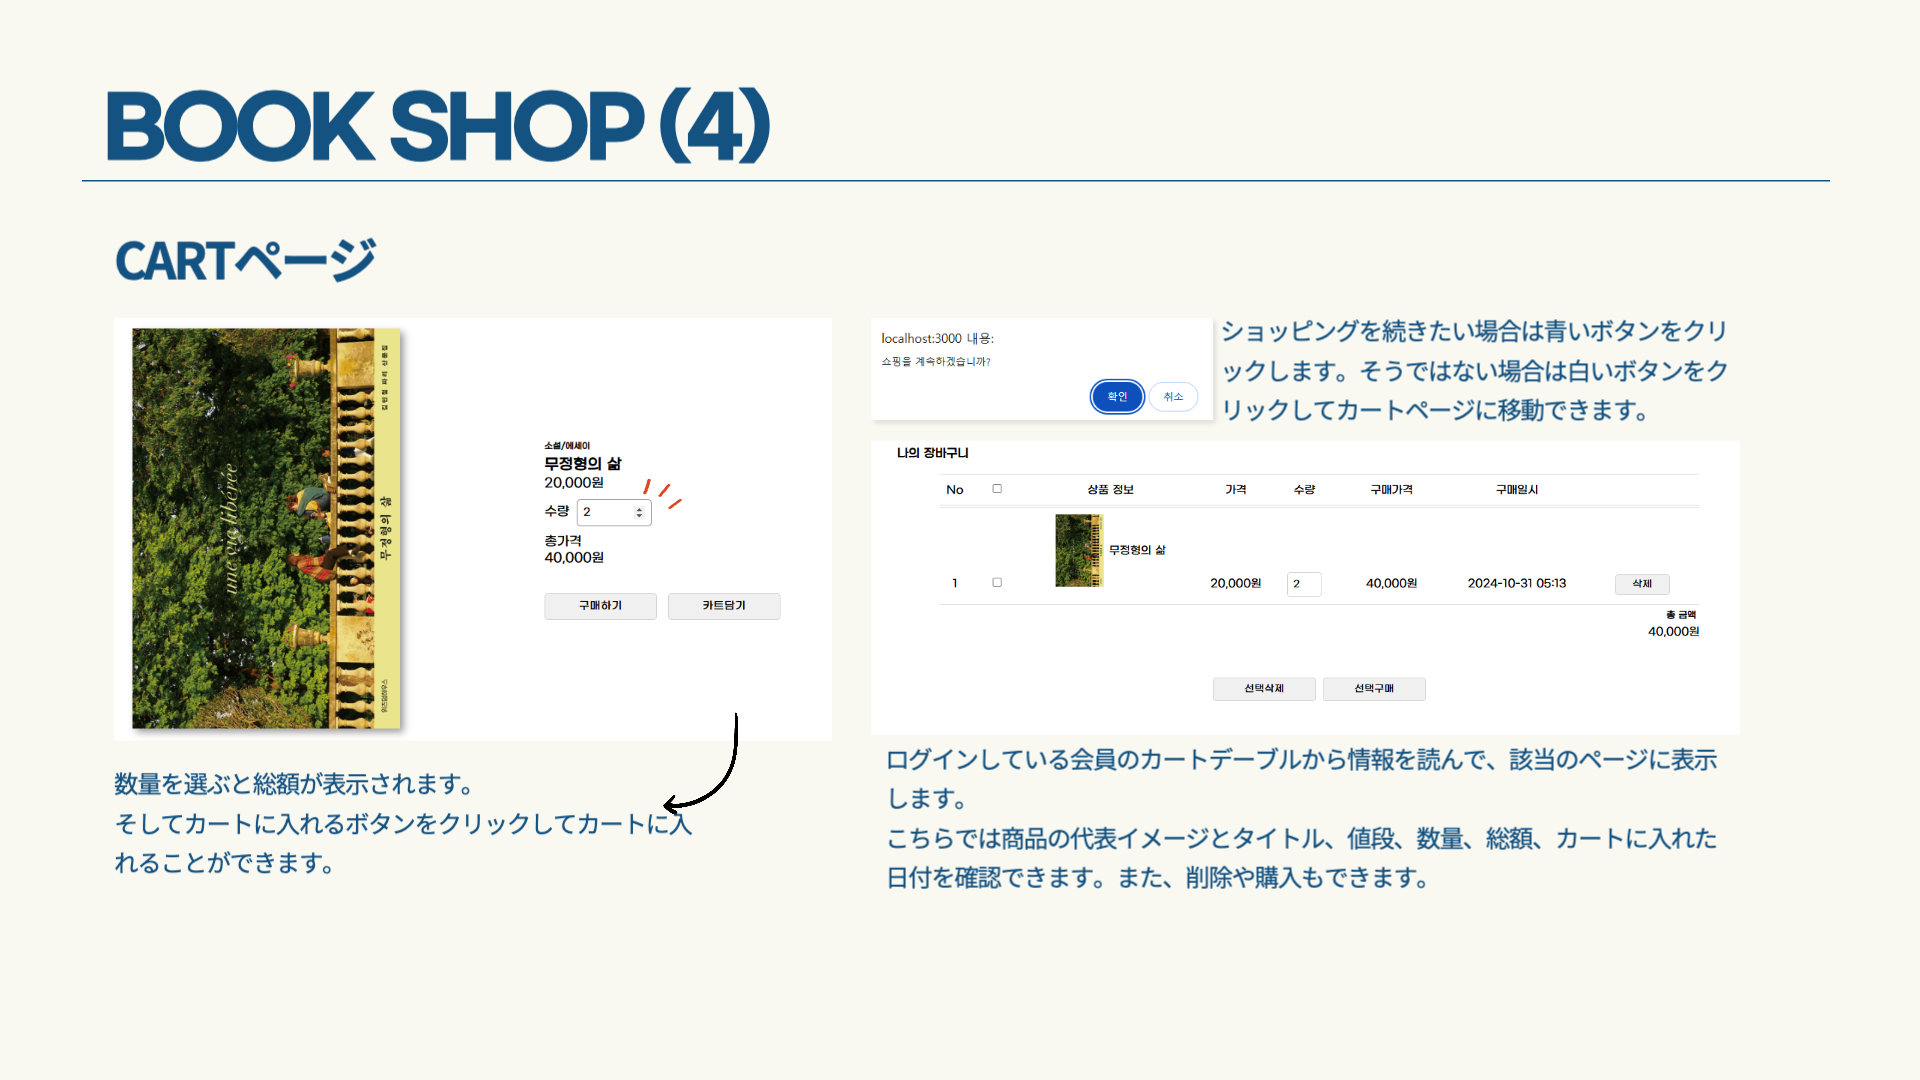 BOOK SHOP (4)
CARTページ
une vie libérée
김민철 파리 산문집
무정형의 삶
위즈덤하우스
소설/에세이
무정형의 삶
20,000원
수량 2
총가격
40,000원
구매하기 카트담기
数量を選ぶと総額が表示されます。
そしてカートに入れるボタンをクリックしてカートに入
れることができます。
localhost:3000 내용:
쇼핑을 계속하겠습니까?
확인 취소
ショッピングを続きたい場合は青いボタンをクリ
ックします。そうではない場合は白いボタンをク
リックしてカートページに移動できます。
나의 장바구니
No 상품 정보 가격 수량 구매가격 구매일시
무정형의 삶
1 20,000원 2 40,000원 2024-10-31 05:13 삭제
총 금액
40,000원
선택삭제 선택구매
ログインしている会員のカートデーブルから情報を読んで、該当のページに表示
します。
こちらでは商品の代表イメージとタイトル、値段、数量、総額、カートに入れた
日付を確認できます。また、削除や購入もできます。